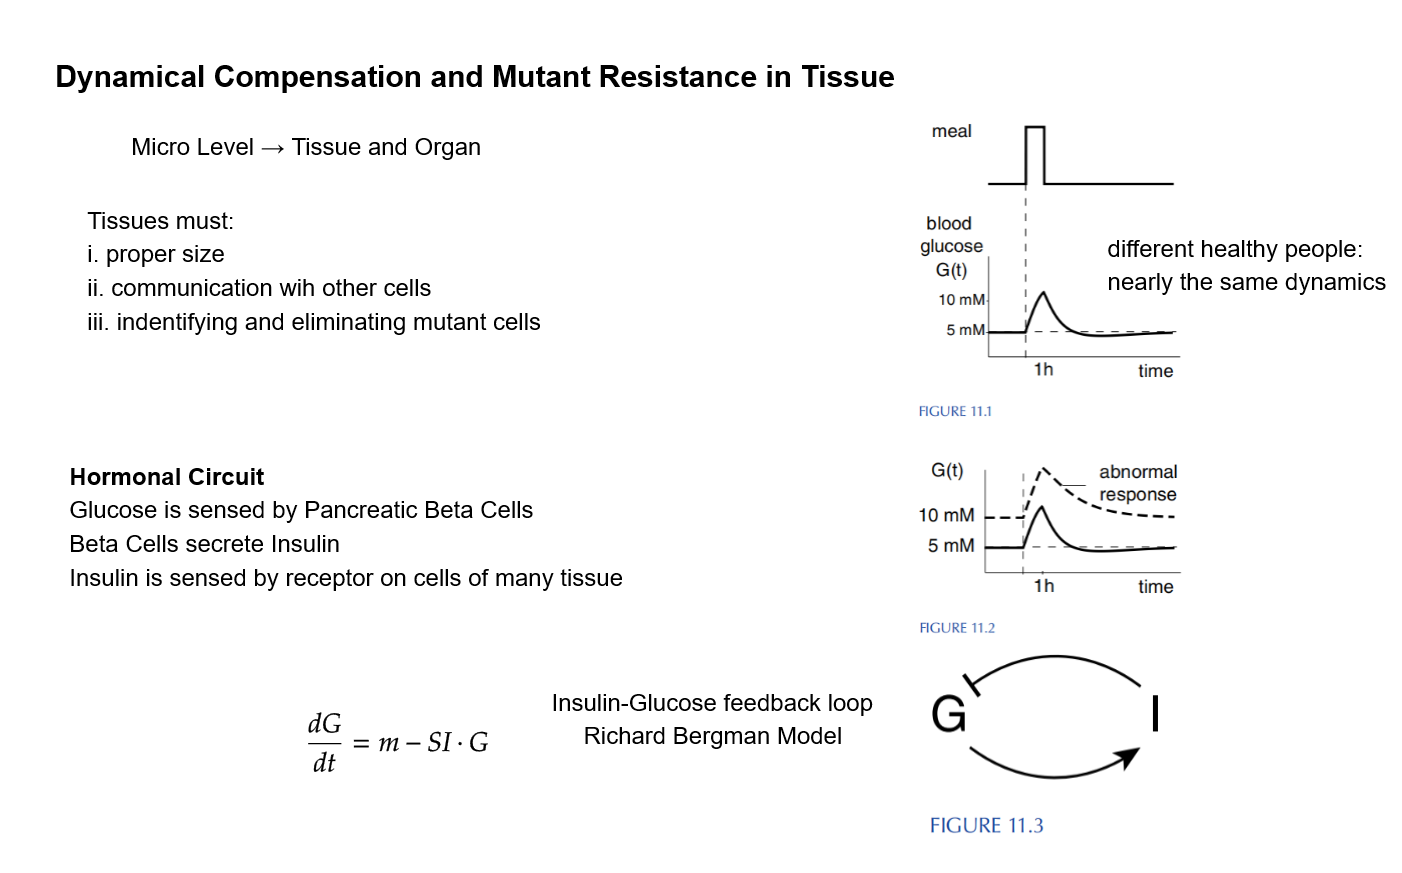 Dynamical Compensation and Mutant Resistance in Tissue
Micro Level → Tissue and Organ
Tissues must:
i. proper size
ii. communication wih other cells
iii. indentifying and eliminating mutant cells
meal
blood
glucose
G(t)
10 mM
5 mM
1h
time
different healthy people:
nearly the same dynamics
FIGURE 11.1
Hormonal Circuit
Glucose is sensed by Pancreatic Beta Cells
Beta Cells secrete Insulin
Insulin is sensed by receptor on cells of many tissue
G(t)
abnormal
response
10 mM
5 mM
1h
time
FIGURE 11.2
dG/dt = m – SI · G
Insulin-Glucose feedback loop
Richard Bergman Model
G
I
FIGURE 11.3